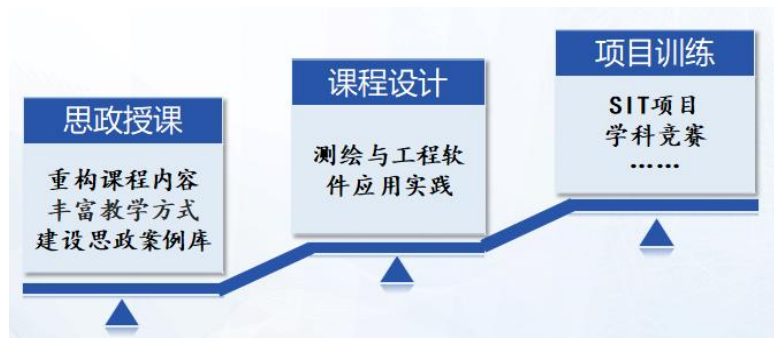 思政授课
重构课程内容
丰富教学方式
建设思政案例库
课程设计
测绘与工程软
件应用实践
项目训练
SIT项目
学科竞赛
……